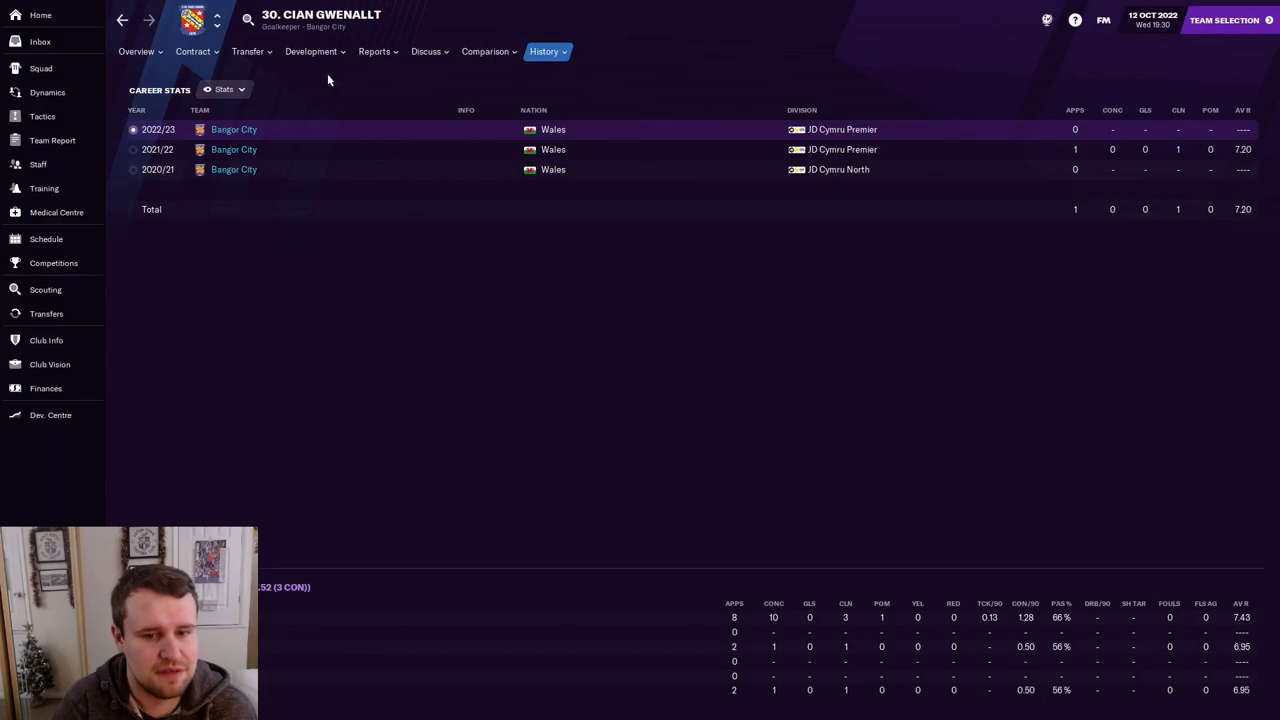 Home
Inbox
Squad
Dynamics
Tactics
Team Report
Staff
Training
Medical Centre
Schedule
Competitions
Scouting
Transfers
Club Info
Club Vision
Finances
Dev. Centre
30. CIAN GWENALLT
Goalkeeper - Bangor City
? FM 12 OCT 2022 TEAM SELECTION
Wed 19:30
Overview Contract Transfer Development Reports Discuss Comparison History
CAREER STATS Stats
YEAR TEAM INFO NATION DIVISION APPS CONC GLS CLN POM AV R
2022/23 Bangor City Wales JD Cymru Premier 0 - - - - ----
2021/22 Bangor City Wales JD Cymru Premier 1 0 0 1 0 7.20
2020/21 Bangor City Wales JD Cymru North 0 - - - - ----
Total 1 0 0 1 0 7.20
.52 (3 CON))
APPS CONC GLS CLN POM YEL RED TCK/90 CON/90 PAS % DRB/90 SH TAR FOULS FLS AG AV R
8 10 0 3 1 0 0 0.13 1.28 66 % - - 0 0 7.43
0 - - - - - - - - - - - - - ----
2 1 0 1 0 0 0 - 0.50 56 % - - 0 0 6.95
0 - - - - - - - - - - - - - ----
0 - - - - - - - - - - - - - ----
2 1 0 1 0 0 0 - 0.50 56 % - - 0 0 6.95